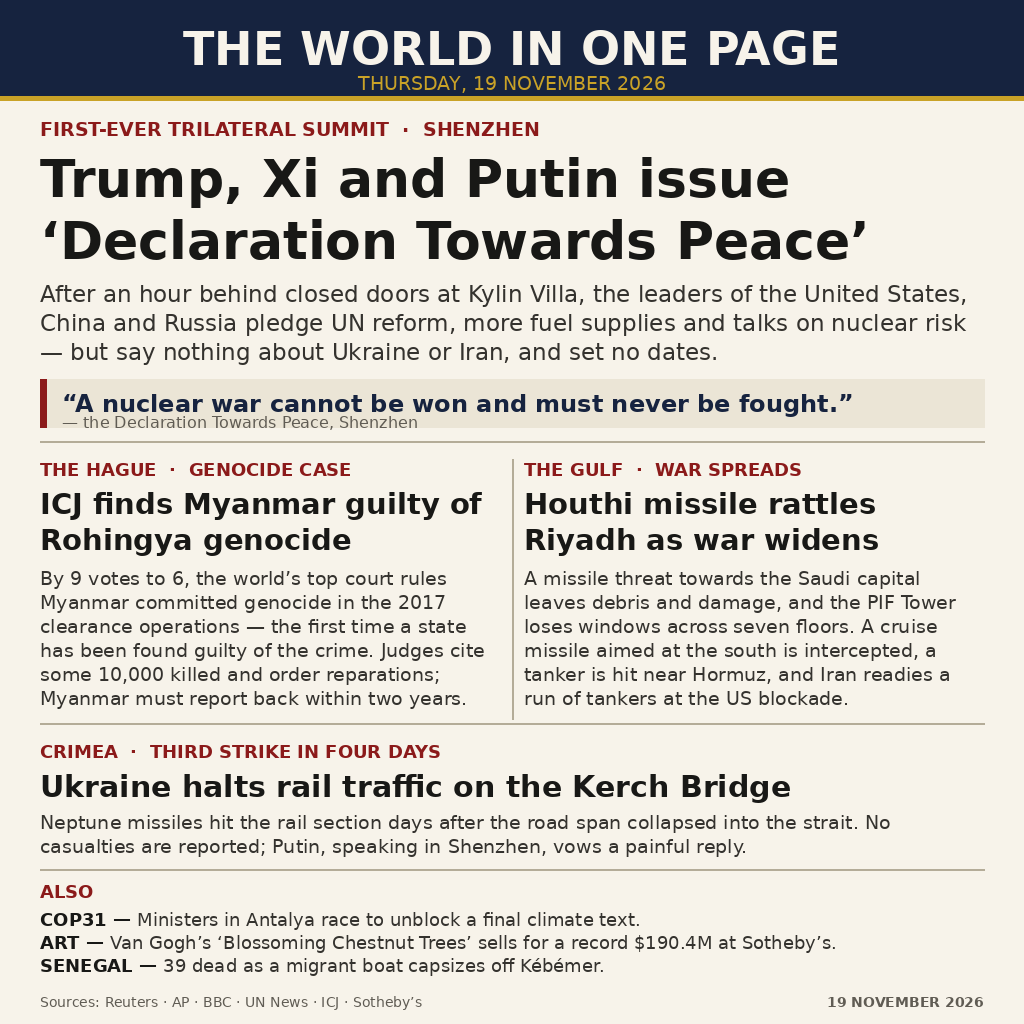 THE WORLD IN ONE PAGE
THURSDAY, 19 NOVEMBER 2026
FIRST-EVER TRILATERAL SUMMIT · SHENZHEN
Trump, Xi and Putin issue
‘Declaration Towards Peace’
After an hour behind closed doors at Kylin Villa, the leaders of the United States,
China and Russia pledge UN reform, more fuel supplies and talks on nuclear risk
— but say nothing about Ukraine or Iran, and set no dates.
“A nuclear war cannot be won and must never be fought.”
— the Declaration Towards Peace, Shenzhen
THE HAGUE · GENOCIDE CASE
ICJ finds Myanmar guilty of
Rohingya genocide
By 9 votes to 6, the world’s top court rules
Myanmar committed genocide in the 2017
clearance operations — the first time a state
has been found guilty of the crime. Judges cite
some 10,000 killed and order reparations;
Myanmar must report back within two years.
THE GULF · WAR SPREADS
Houthi missile rattles
Riyadh as war widens
A missile threat towards the Saudi capital
leaves debris and damage, and the PIF Tower
loses windows across seven floors. A cruise
missile aimed at the south is intercepted, a
tanker is hit near Hormuz, and Iran readies a
run of tankers at the US blockade.
CRIMEA · THIRD STRIKE IN FOUR DAYS
Ukraine halts rail traffic on the Kerch Bridge
Neptune missiles hit the rail section days after the road span collapsed into the strait. No
casualties are reported; Putin, speaking in Shenzhen, vows a painful reply.
ALSO
COP31 — Ministers in Antalya race to unblock a final climate text.
ART — Van Gogh’s ‘Blossoming Chestnut Trees’ sells for a record $190.4M at Sotheby’s.
SENEGAL — 39 dead as a migrant boat capsizes off Kébémer.
Sources: Reuters · AP · BBC · UN News · ICJ · Sotheby’s
19 NOVEMBER 2026